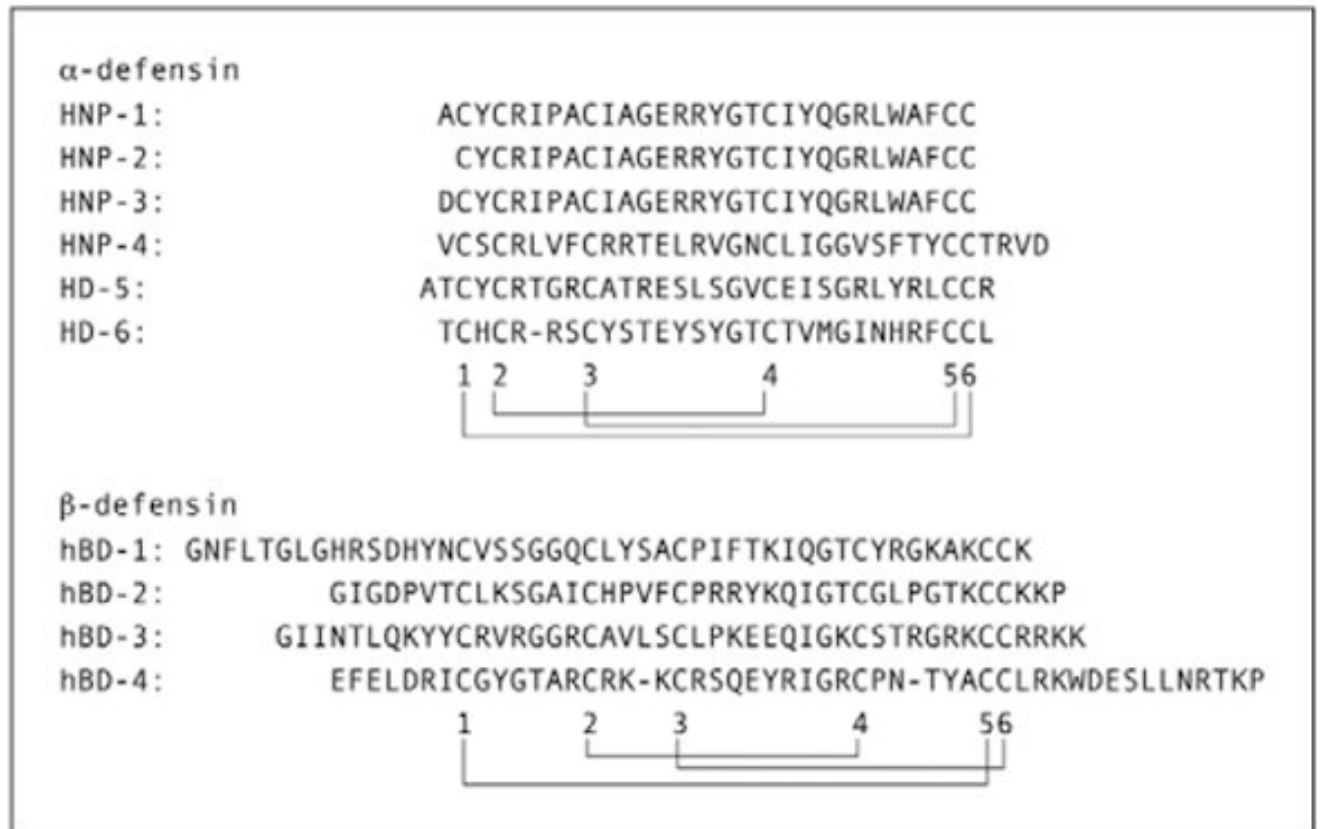 α-defensin
HNP-1: ACYCRIPACIAGERRYGTCIYQGRLWAFCC
HNP-2: CYCRIPACIAGERRYGTCIYQGRLWAFCC
HNP-3: DCYCRIPACIAGERRYGTCIYQGRLWAFCC
HNP-4: VCSCRLVFCRRTELRVGNCLIGGVSFTYCCTRVD
HD-5: ATCYCRTGRCATRESLSGVCEISGRLYRLCCR
HD-6: TCHCR-RSCYSTEYSYGTCTVMGINHRFCCL
1 2 3 4 56
β-defensin
hBD-1: GNFLTGLGHRSDHYNCVSSGGQCLYSACPIFTKIQGTCYRGKAKCCK
hBD-2: GIGDPVTCLKSGAICHPVFCPRRYKQIGTCGLPGTKCCKKP
hBD-3: GIINTLQKYYCRVRGGRCAVLSCLPKEEQIGKCSTRGRKCCRRKK
hBD-4: EFELDRICGYGTARCRK-KCRSQEYRIGRCPN-TYACCLRKWDESLLNRTKP
1 2 3 4 56